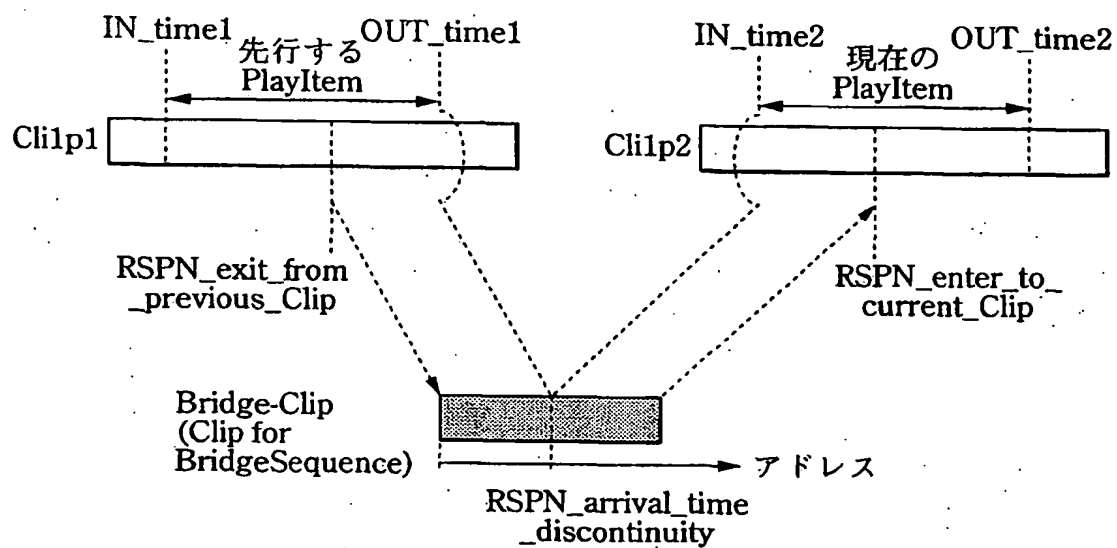 IN_time1
先行する
PlayItem
OUT_time1
IN_time2
現在の
PlayItem
OUT_time2
Cli1p1
Cli1p2
RSPN_exit_from
_previous_Clip
RSPN_enter_to_
current_Clip
Bridge-Clip
(Clip for
BridgeSequence)
アドレス
RSPN_arrival_time
_discontinuity